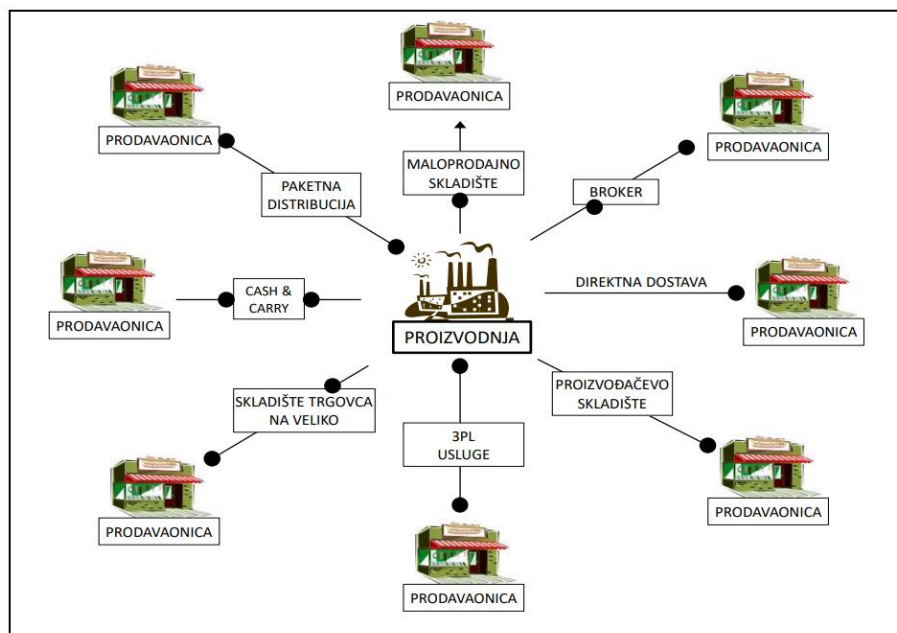 PRODAVAONICA
PRODAVAONICA
PRODAVAONICA
MALOPRODAJNO
SKLADIŠTE
PAKETNA
DISTRIBUCIJA
BROKER
CASH &
CARRY
DIREKTNA DOSTAVA
PRODAVAONICA
PRODAVAONICA
PROIZVODNJA
SKLADIŠTE TRGOVCA
NA VELIKO
PROIZVOĐAČEVO
SKLADIŠTE
3PL
USLUGE
PRODAVAONICA
PRODAVAONICA
PRODAVAONICA